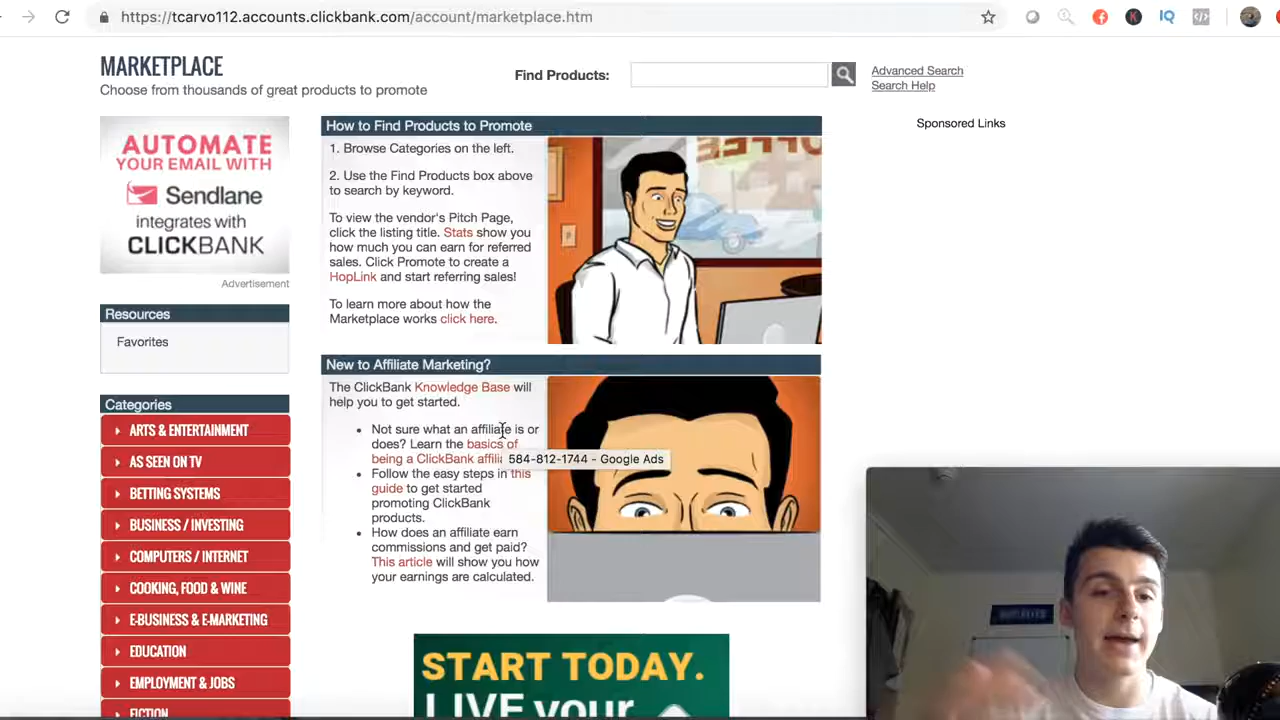 https://tcarvo112.accounts.clickbank.com/account/marketplace.htm
IQ
MARKETPLACE
Choose from thousands of great products to promote
Find Products:
Advanced Search
Search Help
Sponsored Links
AUTOMATE
YOUR EMAIL WITH
Sendlane
integrates with
CLICKBANK
Advertisement
Resources
Favorites
Categories
ARTS & ENTERTAINMENT
AS SEEN ON TV
BETTING SYSTEMS
BUSINESS / INVESTING
COMPUTERS / INTERNET
COOKING, FOOD & WINE
E-BUSINESS & E-MARKETING
EDUCATION
EMPLOYMENT & JOBS
FICTION
How to Find Products to Promote
1. Browse Categories on the left.
2. Use the Find Products box above
to search by keyword.
To view the vendor's Pitch Page,
click the listing title. Stats show you
how much you can earn for referred
sales. Click Promote to create a
HopLink and start referring sales!
To learn more about how the
Marketplace works click here.
COFFEE
New to Affiliate Marketing?
The ClickBank Knowledge Base will
help you to get started.
Not sure what an affiliate is or
does? Learn the basics of
being a ClickBank affilia
584-812-1744 - Google Ads
Follow the easy steps in this
guide to get started
promoting ClickBank
products.
How does an affiliate earn
commissions and get paid?
This article will show you how
your earnings are calculated.
START TODAY.
LIVE your